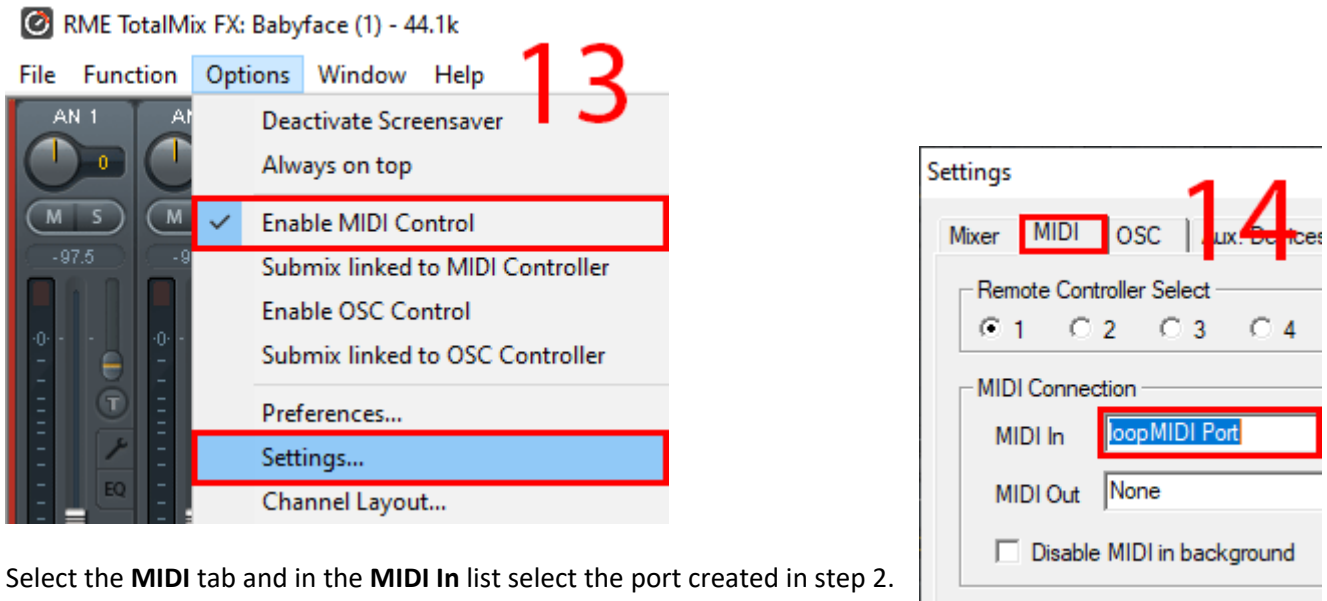 RME TotalMix FX: Babyface (1) - 44.1k
13
File Function Options Window Help
AN 1
0
M S
M
-97.5
-9
-0-
-0-
T
EQ
Deactivate Screensaver
Always on top
Enable MIDI Control
Submix linked to MIDI Controller
Enable OSC Control
Submix linked to OSC Controller
Preferences...
Settings...
Channel Layout...
Settings
14
Mixer MIDI OSC
Remote Controller Select
1 2 3 4
MIDI Connection
MIDI In loopMIDI Port
MIDI Out None
Disable MIDI in background
Select the MIDI tab and in the MIDI In list select the port created in step 2.